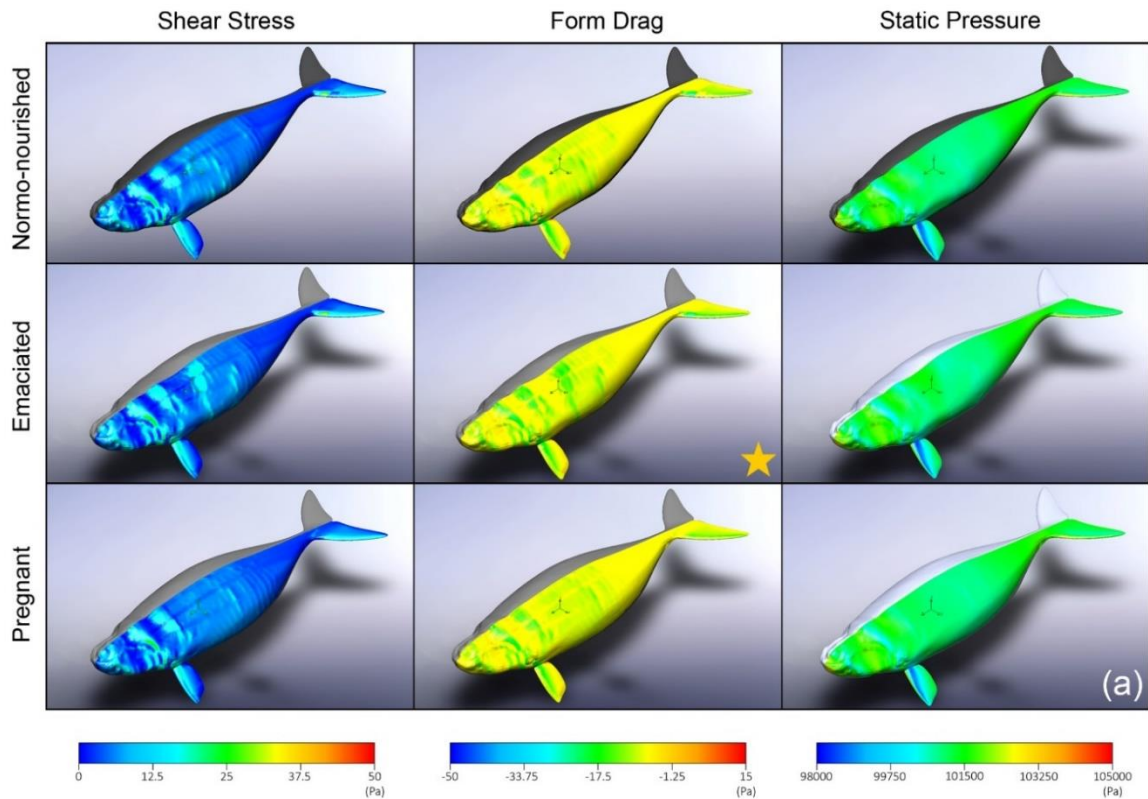 Shear Stress Form Drag Static Pressure
Normo-nourished
Emaciated
Pregnant
(a)
0 12.5 25 37.5 50
(Pa)
-50 -33.75 -17.5 -1.25 15
(Pa)
98000 99750 101500 103250 105000
(Pa)